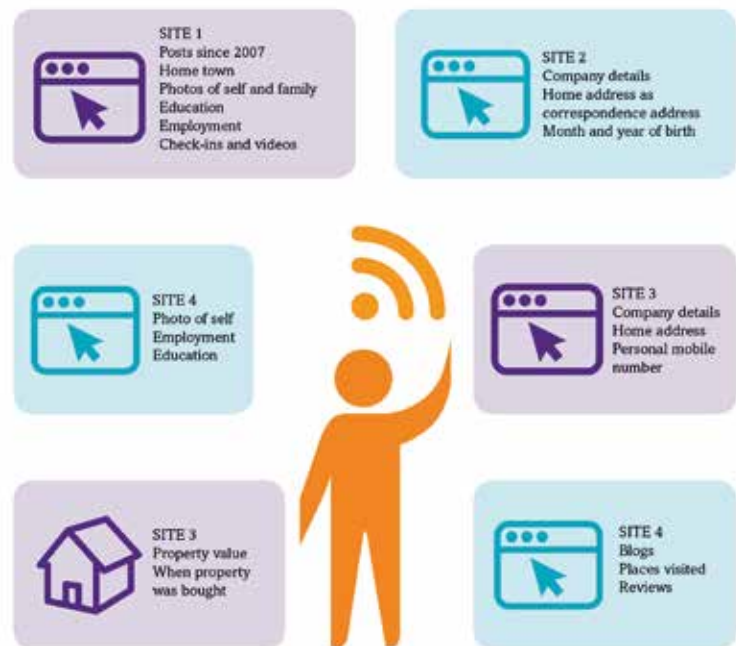 SITE 1
Posts since 2007
Home town
Photos of self and family
Education
Employment
Check-ins and videos
SITE 2
Company details
Home address as
correspondence address
Month and year of birth
SITE 4
Photo of self
Employment
Education
SITE 3
Company details
Home address
Personal mobile
number
SITE 3
Property value
When property
was bought
SITE 4
Blogs
Places visited
Reviews